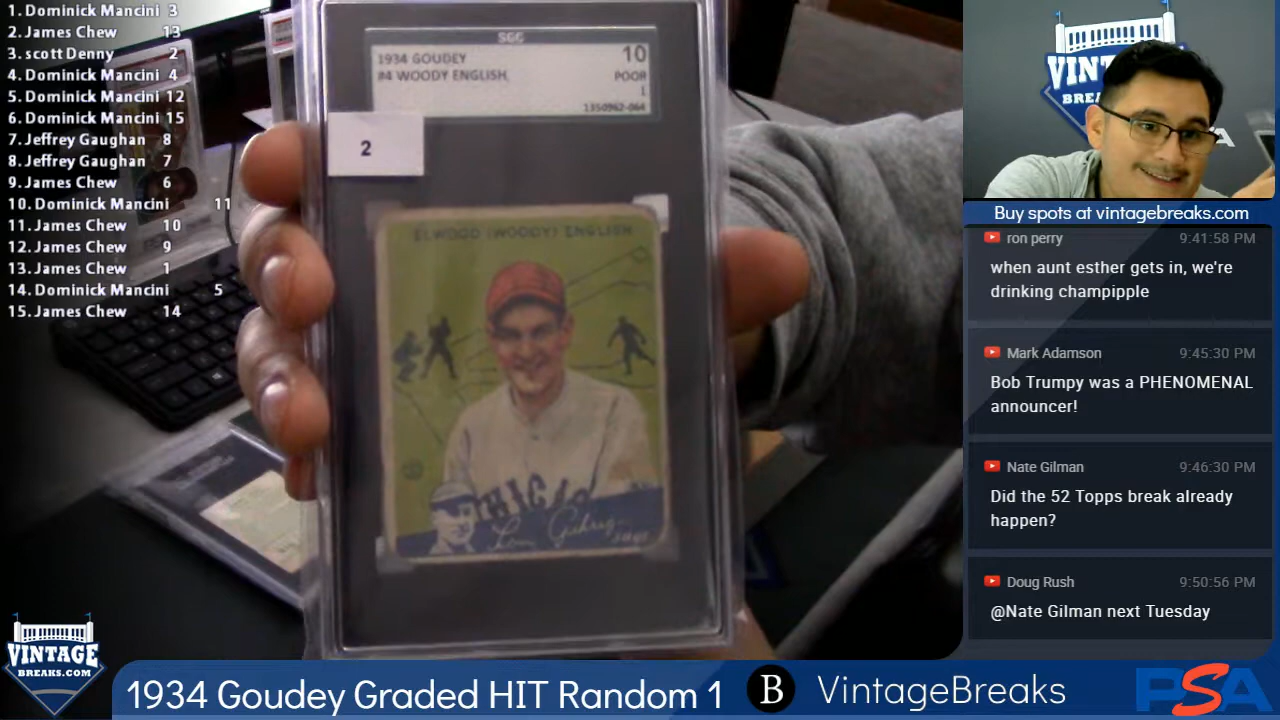 1. Dominick Mancini 3
2. James Chew 13
3. scott Denny 2
4. Dominick Mancini 4
5. Dominick Mancini 12
6. Dominick Mancini 15
7. Jeffrey Gaughan 8
8. Jeffrey Gaughan 7
9. James Chew 6
10. Dominick Mancini 11
11. James Chew 10
12. James Chew 9
13. James Chew 1
14. Dominick Mancini 5
15. James Chew 14
SGC
1934 GOUDEY 10
#4 WOODY ENGLISH POOR
1
1350962-064
2
ELWOOD (WOODY) ENGLISH
CHICAGO
Lou Gehrig
says
VINT
BRE
A
Buy spots at vintagebreaks.com
ron perry 9:41:58 PM
when aunt esther gets in, we're
drinking champipple
Mark Adamson 9:45:30 PM
Bob Trumpy was a PHENOMENAL
announcer!
Nate Gilman 9:46:30 PM
Did the 52 Topps break already
happen?
Doug Rush 9:50:56 PM
@Nate Gilman next Tuesday
VINTAGE
BREAKS.COM
1934 Goudey Graded HIT Random 1 B VintageBreaks PSA